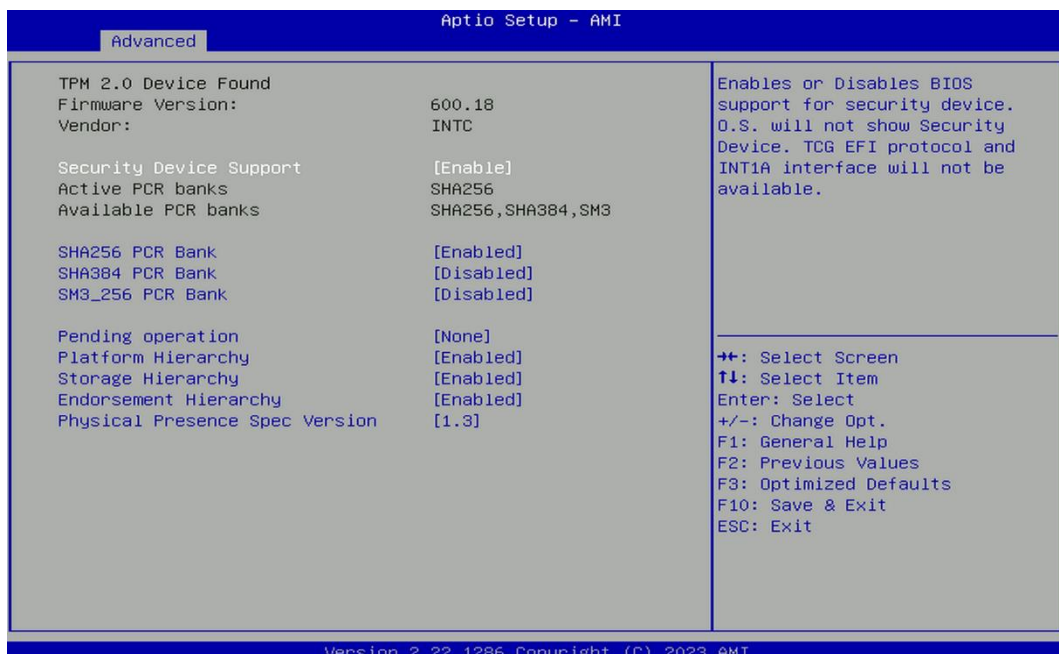 Aptio Setup - AMI
Advanced
TPM 2.0 Device Found
Firmware Version: 600.18
Vendor: INTC
Security Device Support [Enable]
Active PCR banks SHA256
Available PCR banks SHA256,SHA384,SM3
SHA256 PCR Bank [Enabled]
SHA384 PCR Bank [Disabled]
SM3_256 PCR Bank [Disabled]
Pending operation [None]
Platform Hierarchy [Enabled]
Storage Hierarchy [Enabled]
Endorsement Hierarchy [Enabled]
Physical Presence Spec Version [1.3]
Enables or Disables BIOS
support for security device.
O.S. will not show Security
Device. TCG EFI protocol and
INT1A interface will not be
available.
→←: Select Screen
↑↓: Select Item
Enter: Select
+/-: Change Opt.
F1: General Help
F2: Previous Values
F3: Optimized Defaults
F10: Save & Exit
ESC: Exit
Version 2.22.1286 Copyright (C) 2023 AMI